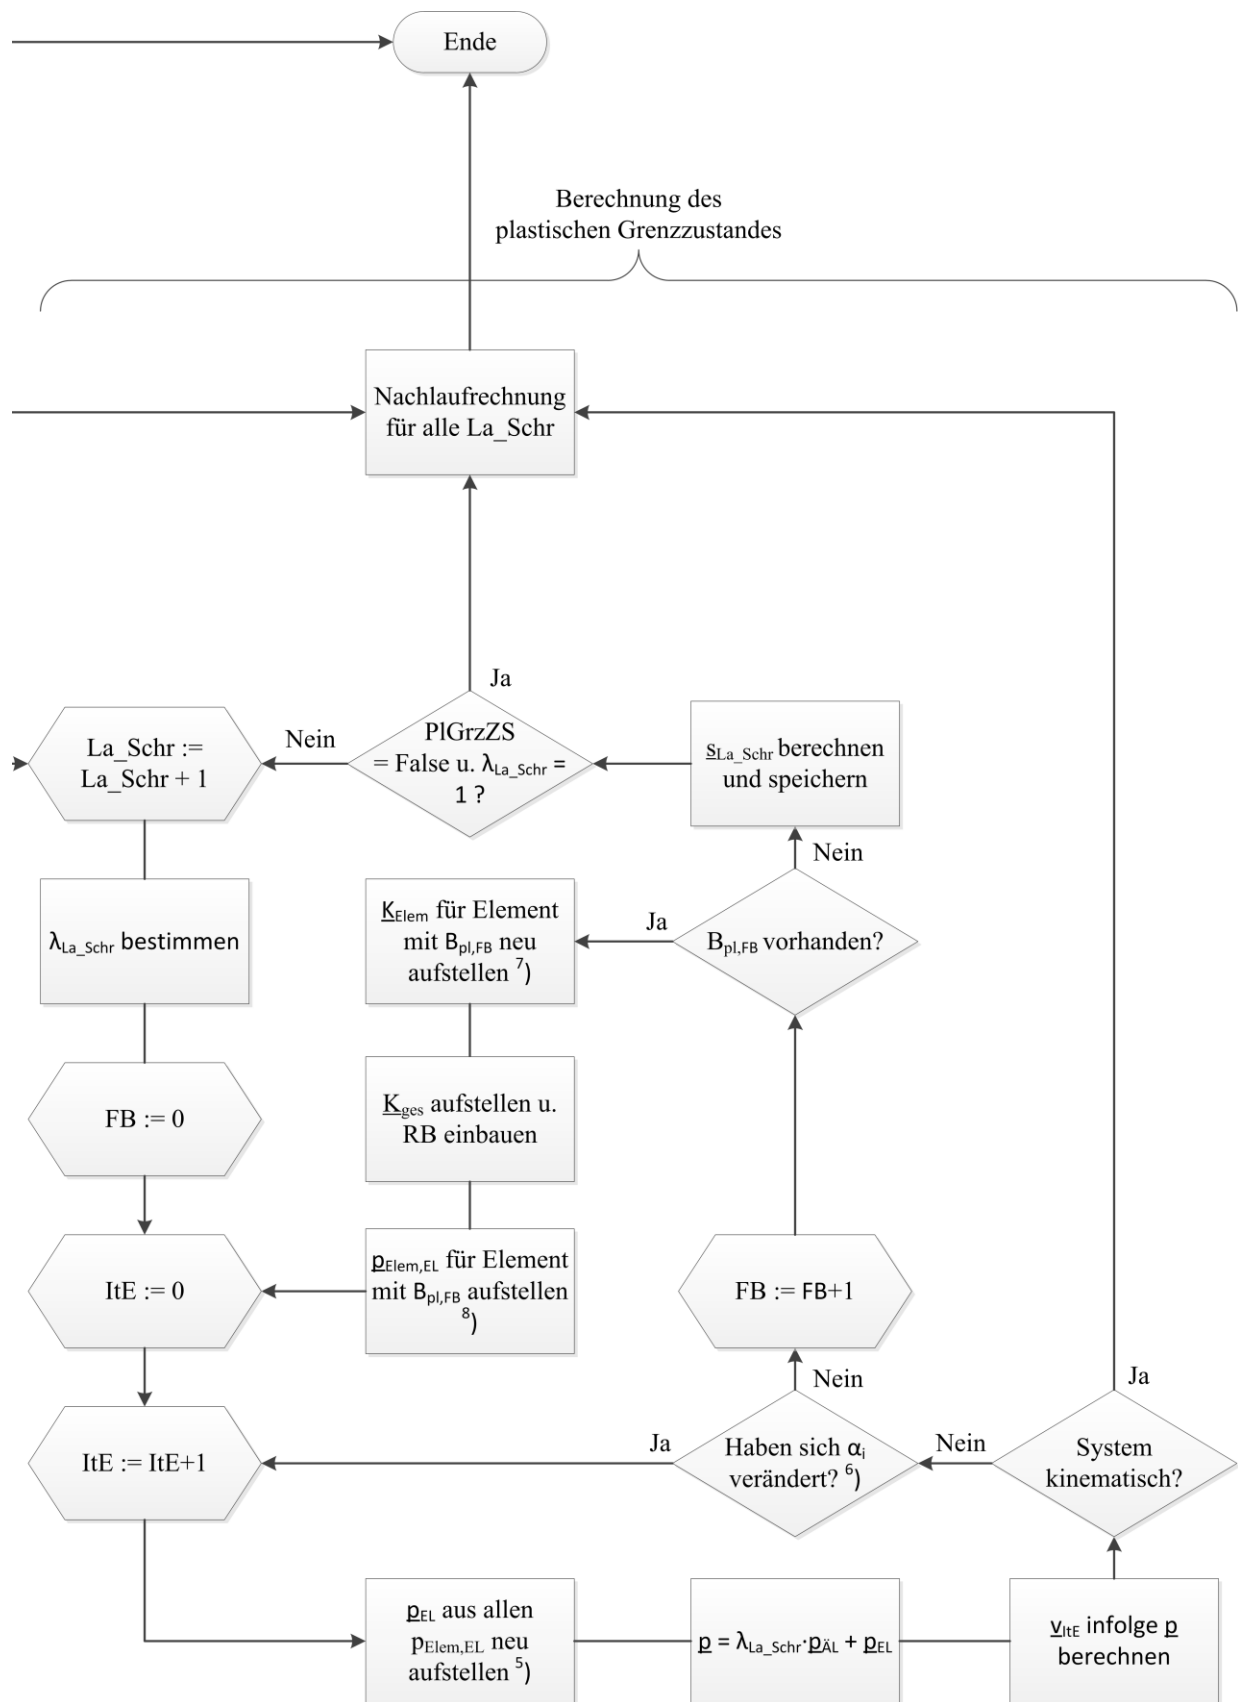 Ende
Berechnung des
plastischen Grenzzustandes
Nachlaufrechnung
für alle La_Schr
Ja
Nein
PlGrzZS
= False u. λLa_Schr =
1 ?
La_Schr :=
La_Schr + 1
sLa_Schr berechnen
und speichern
Nein
λLa_Schr bestimmen
KElem für Element
mit Bpl,FB neu
aufstellen 7)
Ja
Bpl,FB vorhanden?
FB := 0
Kges aufstellen u.
RB einbauen
ItE := 0
pElem,EL für Element
mit Bpl,FB aufstellen
8)
FB := FB+1
Nein
Ja
ItE := ItE+1
Ja
Haben sich αi
verändert? 6)
Nein
System
kinematisch?
pEL aus allen
pElem,EL neu
aufstellen 5)
p = λLa_Schr·pÄL + pEL
vItE infolge p
berechnen